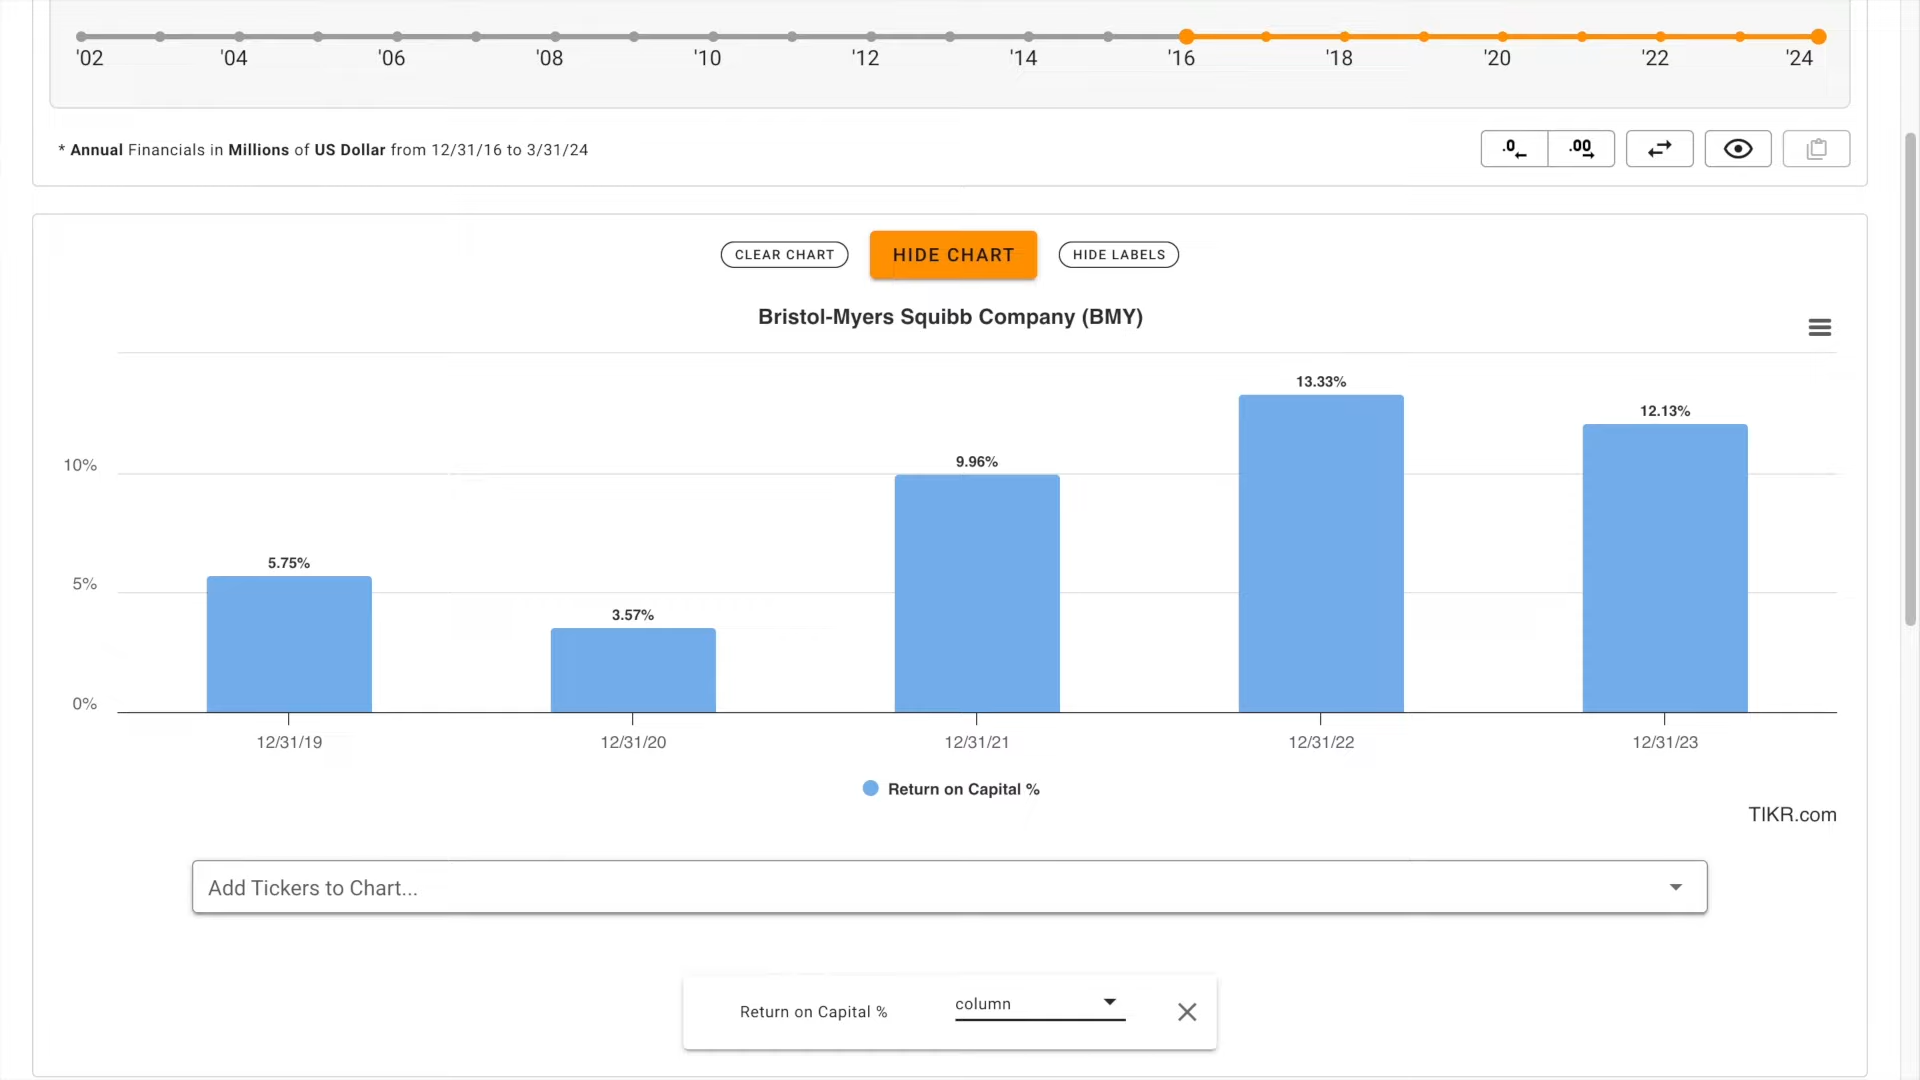 '02 '04 '06 '08 '10 '12 '14 '16 '18 '20 '22 '24
* Annual Financials in Millions of US Dollar from 12/31/16 to 3/31/24
.0 .00
CLEAR CHART HIDE CHART HIDE LABELS
Bristol-Myers Squibb Company (BMY)
13.33%
12.13%
10%
9.96%
5.75%
5%
3.57%
0%
12/31/19 12/31/20 12/31/21 12/31/22 12/31/23
Return on Capital %
TIKR.com
Add Tickers to Chart...
Return on Capital % column